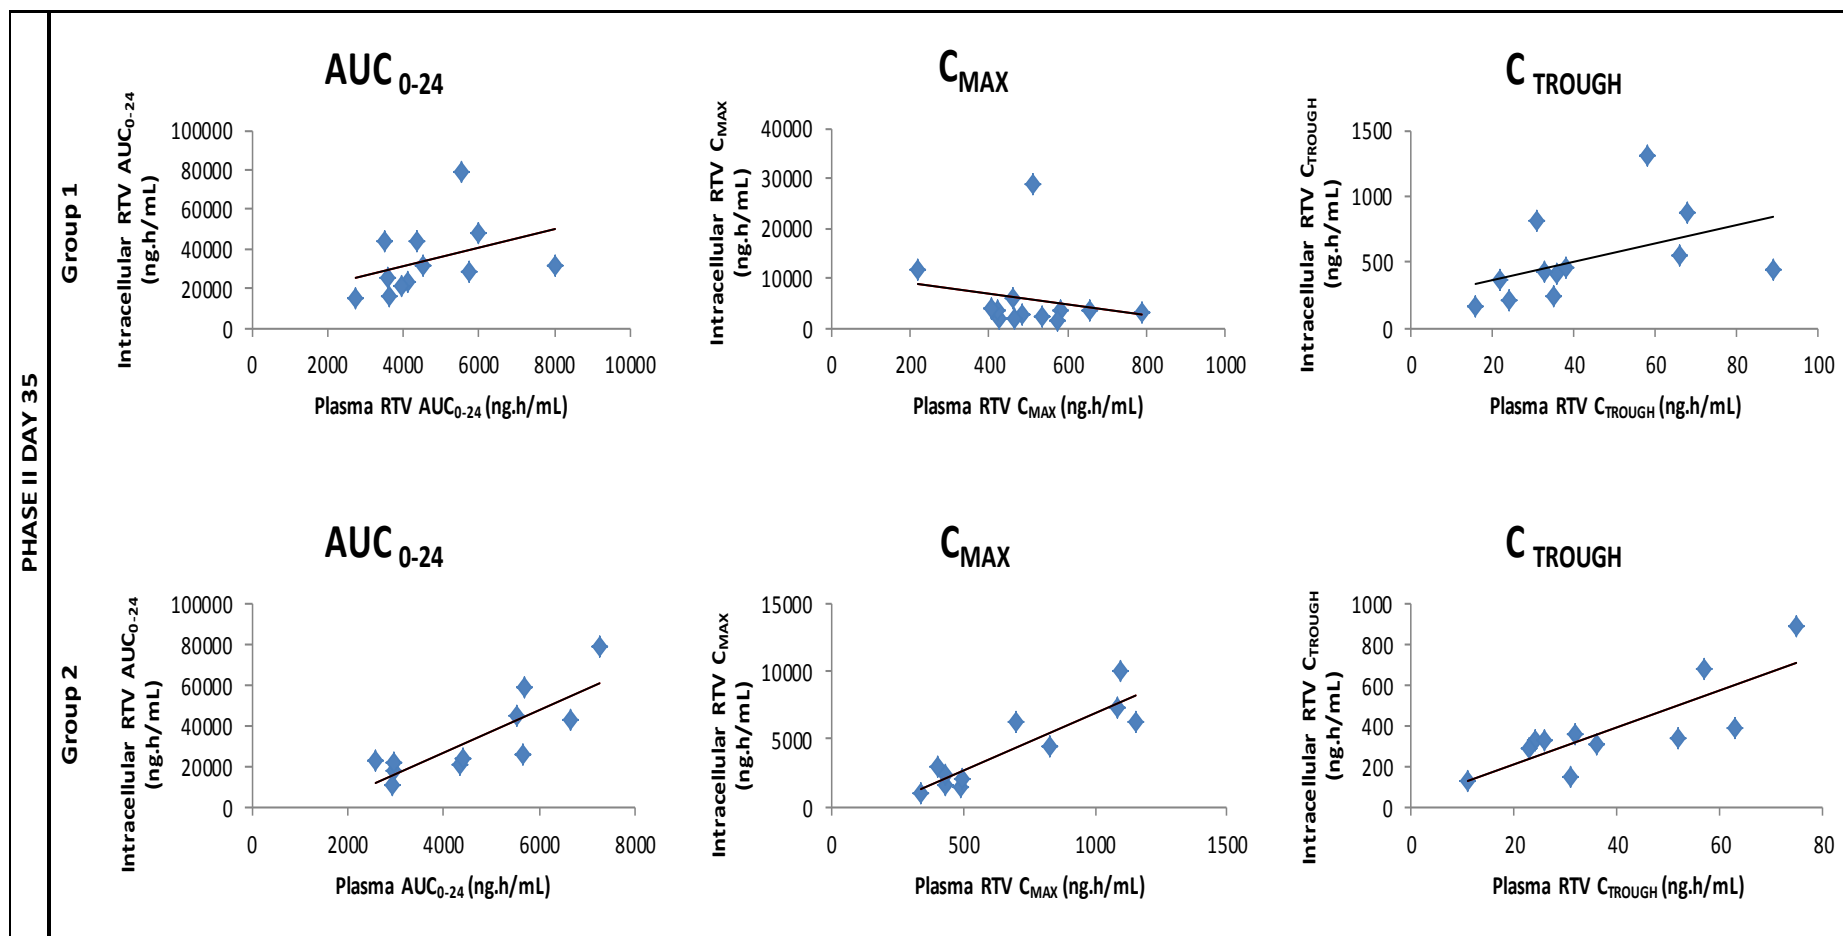 PHASE II DAY 35
Group 1
AUC 0-24
Intracellular RTV AUC0-24
(ng.h/mL)
100000
80000
60000
40000
20000
0
0 2000 4000 6000 8000 10000
Plasma RTV AUC0-24 (ng.h/mL)
CMAX
Intracellular RTV CMAX
(ng.h/mL)
40000
30000
20000
10000
0
0 200 400 600 800 1000
Plasma RTV CMAX (ng.h/mL)
C TROUGH
Intracellular RTV CTROUGH
(ng.h/mL)
1500
1000
500
0
0 20 40 60 80 100
Plasma RTV CTROUGH (ng.h/mL)
Group 2
AUC 0-24
Intracellular RTV AUC0-24
(ng.h/mL)
100000
80000
60000
40000
20000
0
0 2000 4000 6000 8000
Plasma AUC0-24 (ng.h/mL)
CMAX
Intracellular RTV CMAX
(ng.h/mL)
15000
10000
5000
0
0 500 1000 1500
Plasma RTV CMAX (ng.h/mL)
C TROUGH
Intracellular RTV CTROUGH
(ng.h/mL)
1000
800
600
400
200
0
0 20 40 60 80
Plasma RTV CTROUGH (ng.h/mL)